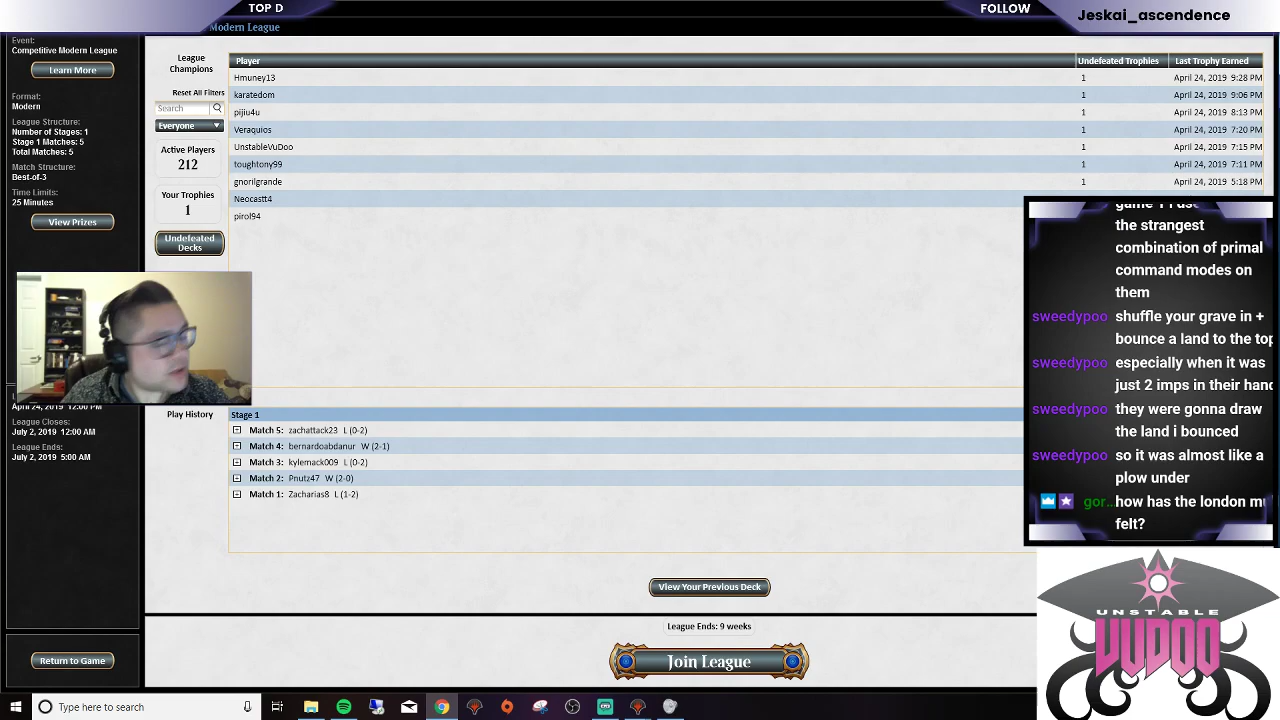 TOP D
FOLLOW
Jeskai_ascendence
Modern League
Event:
Competitive Modern League
Learn More
Format:
Modern
League Structure:
Number of Stages: 1
Stage 1 Matches: 5
Total Matches: 5
Match Structure:
Best-of-3
Time Limits:
25 Minutes
View Prizes
April 24, 2019 12:00 PM
League Closes:
July 2, 2019 12:00 AM
League Ends:
July 2, 2019 5:00 AM
Return to Game
League Champions
Reset All Filters
Search
Everyone
Active Players
212
Your Trophies
1
Undefeated Decks
Player Undefeated Trophies Last Trophy Earned
Hmuney13 1 April 24, 2019 9:28 PM
karatedom 1 April 24, 2019 9:06 PM
pijiu4u 1 April 24, 2019 8:13 PM
Veraquios 1 April 24, 2019 7:20 PM
UnstableVuDoo 1 April 24, 2019 7:15 PM
toughtony99 1 April 24, 2019 7:11 PM
gnorilgrande 1 April 24, 2019 5:18 PM
Neocastt4
pirol94
Play History
Stage 1
Match 5: zachattack23 L (0-2)
Match 4: bernardoabdanur W (2-1)
Match 3: kylemack009 L (0-2)
Match 2: Pnutz47 W (2-0)
Match 1: Zacharias8 L (1-2)
View Your Previous Deck
League Ends: 9 weeks
Join League
the strangest
combination of primal
command modes on
them
sweedypoo shuffle your grave in +
bounce a land to the top
sweedypoo especially when it was
just 2 imps in their hand
sweedypoo they were gonna draw
the land i bounced
sweedypoo so it was almost like a
plow under
gor... how has the london mu
felt?
UNSTABLE
VUDOO
Type here to search